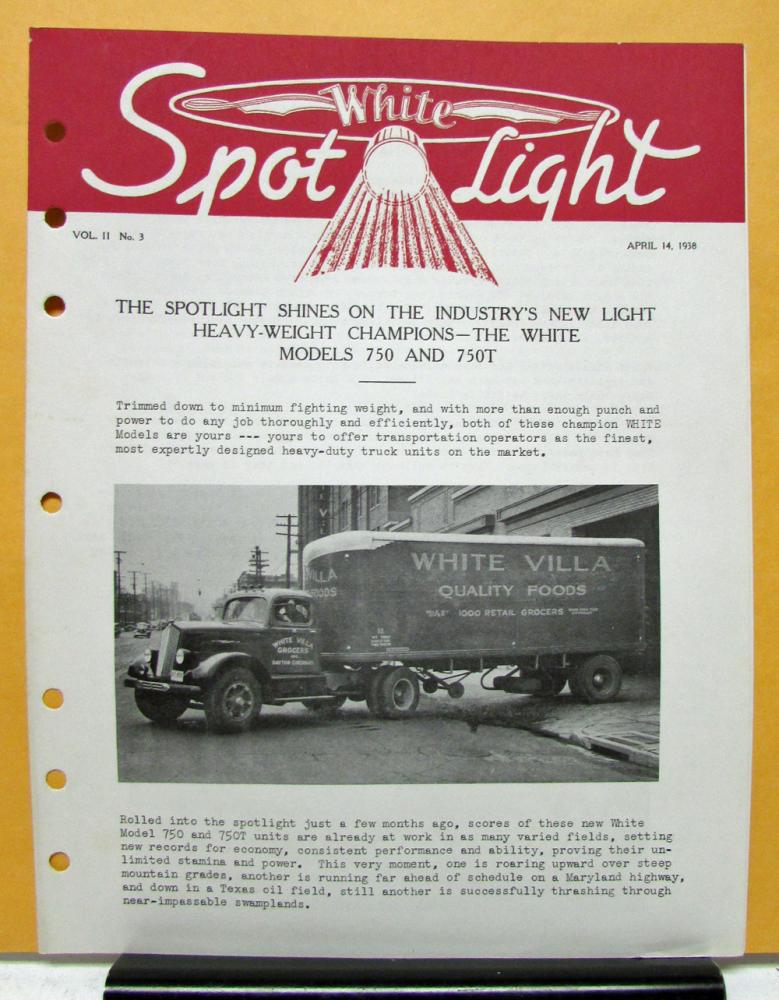 White
Spot Light
VOL. II No. 3
APRIL 14, 1938
THE SPOTLIGHT SHINES ON THE INDUSTRY'S NEW LIGHT
HEAVY-WEIGHT CHAMPIONS—THE WHITE
MODELS 750 AND 750T
Trimmed down to minimum fighting weight, and with more than enough punch and
power to do any job thoroughly and efficiently, both of these champion WHITE
Models are yours --- yours to offer transportation operators as the finest,
most expertly designed heavy-duty truck units on the market.
VILLA
FOODS
WHITE VILLA
QUALITY FOODS
1000 RETAIL GROCERS
WHITE VILLA
GROCERS
INC.
DAYTON-CINCINNATI
Rolled into the spotlight just a few months ago, scores of these new White
Model 750 and 750T units are already at work in as many varied fields, setting
new records for economy, consistent performance and ability, proving their un-
limited stamina and power.  This very moment, one is roaring upward over steep
mountain grades, another is running far ahead of schedule on a Maryland highway,
and down in a Texas oil field, still another is successfully thrashing through
near-impassable swamplands.